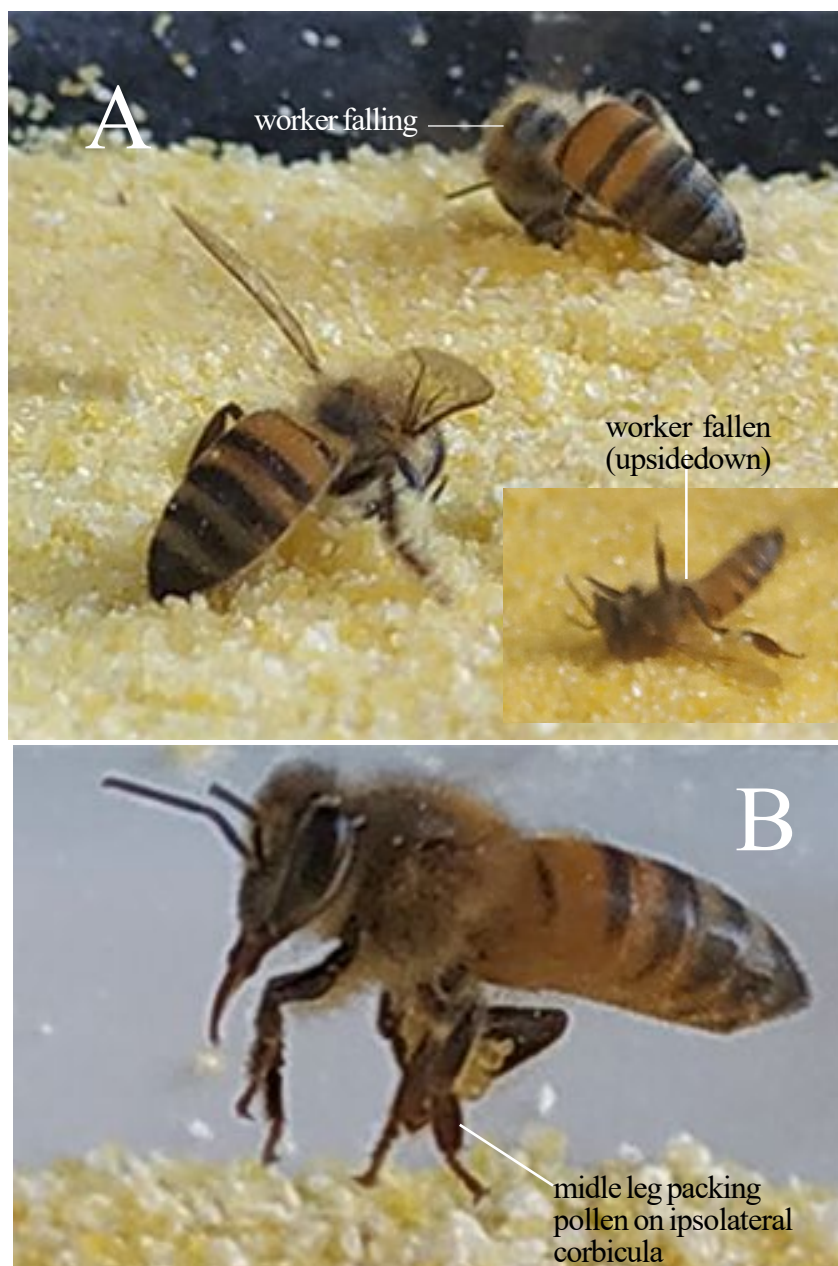 A
worker falling
worker fallen
(upsidedown)
B
midle leg packing
pollen on ipsolateral
corbicula